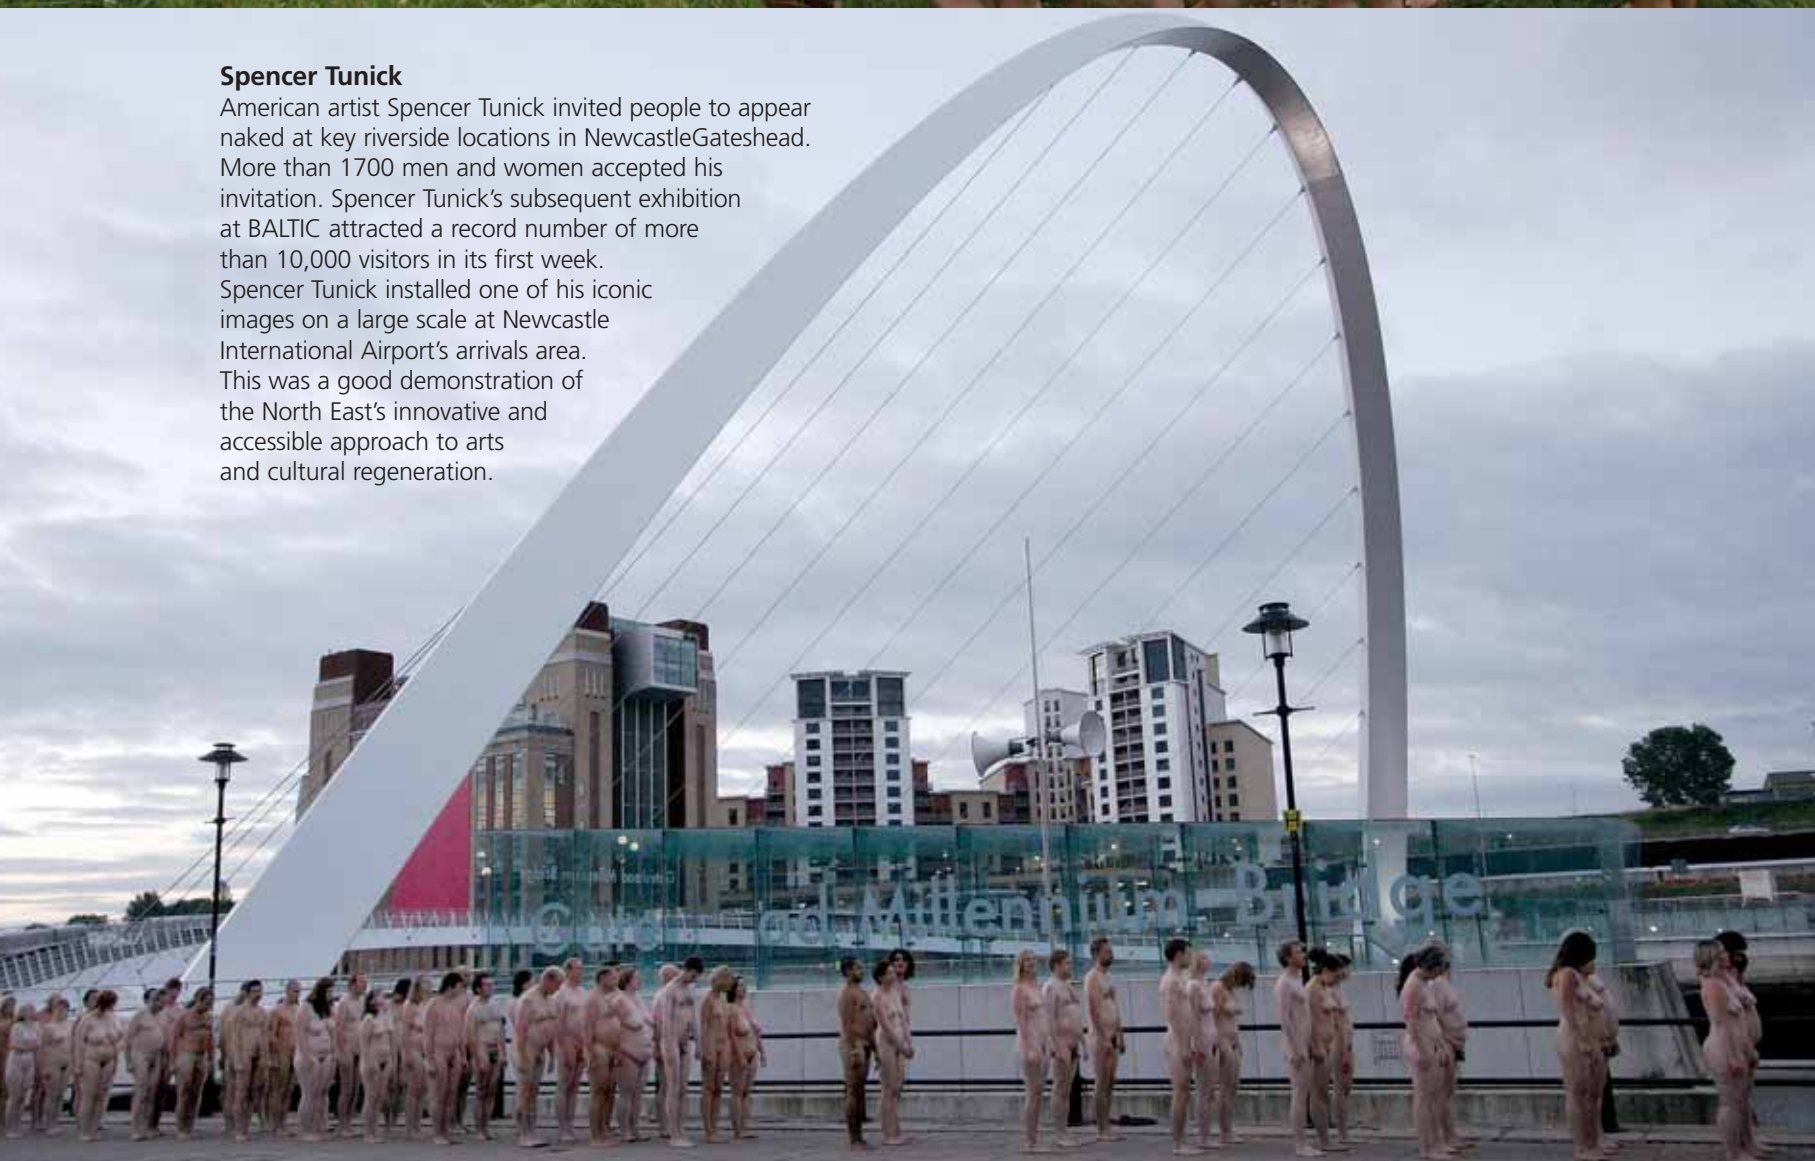 Spencer Tunick
American artist Spencer Tunick invited people to appear
naked at key riverside locations in NewcastleGateshead.
More than 1700 men and women accepted his
invitation. Spencer Tunick’s subsequent exhibition
at BALTIC attracted a record number of more
than 10,000 visitors in its first week.
Spencer Tunick installed one of his iconic
images on a large scale at Newcastle
International Airport’s arrivals area.
This was a good demonstration of
the North East’s innovative and
accessible approach to arts
and cultural regeneration.
Millennium Bridge